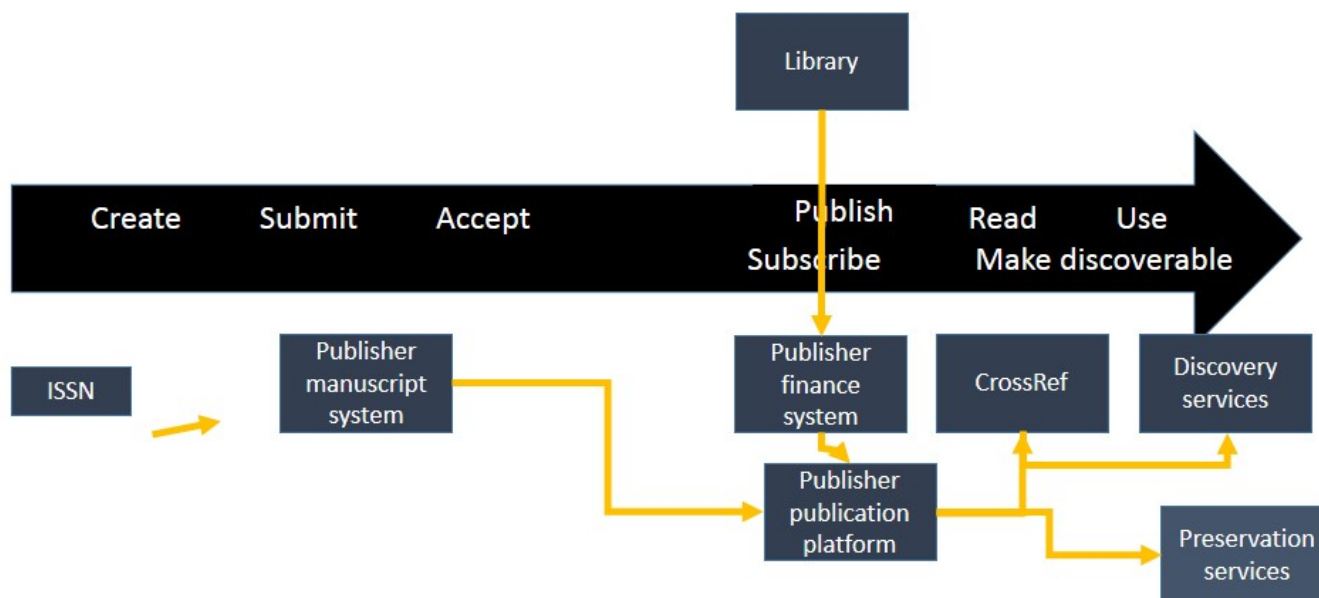 Library
Create Submit Accept Publish Read Use
Subscribe Make discoverable
ISSN
Publisher
manuscript
system
Publisher
finance
system
CrossRef
Discovery
services
Publisher
publication
platform
Preservation
services